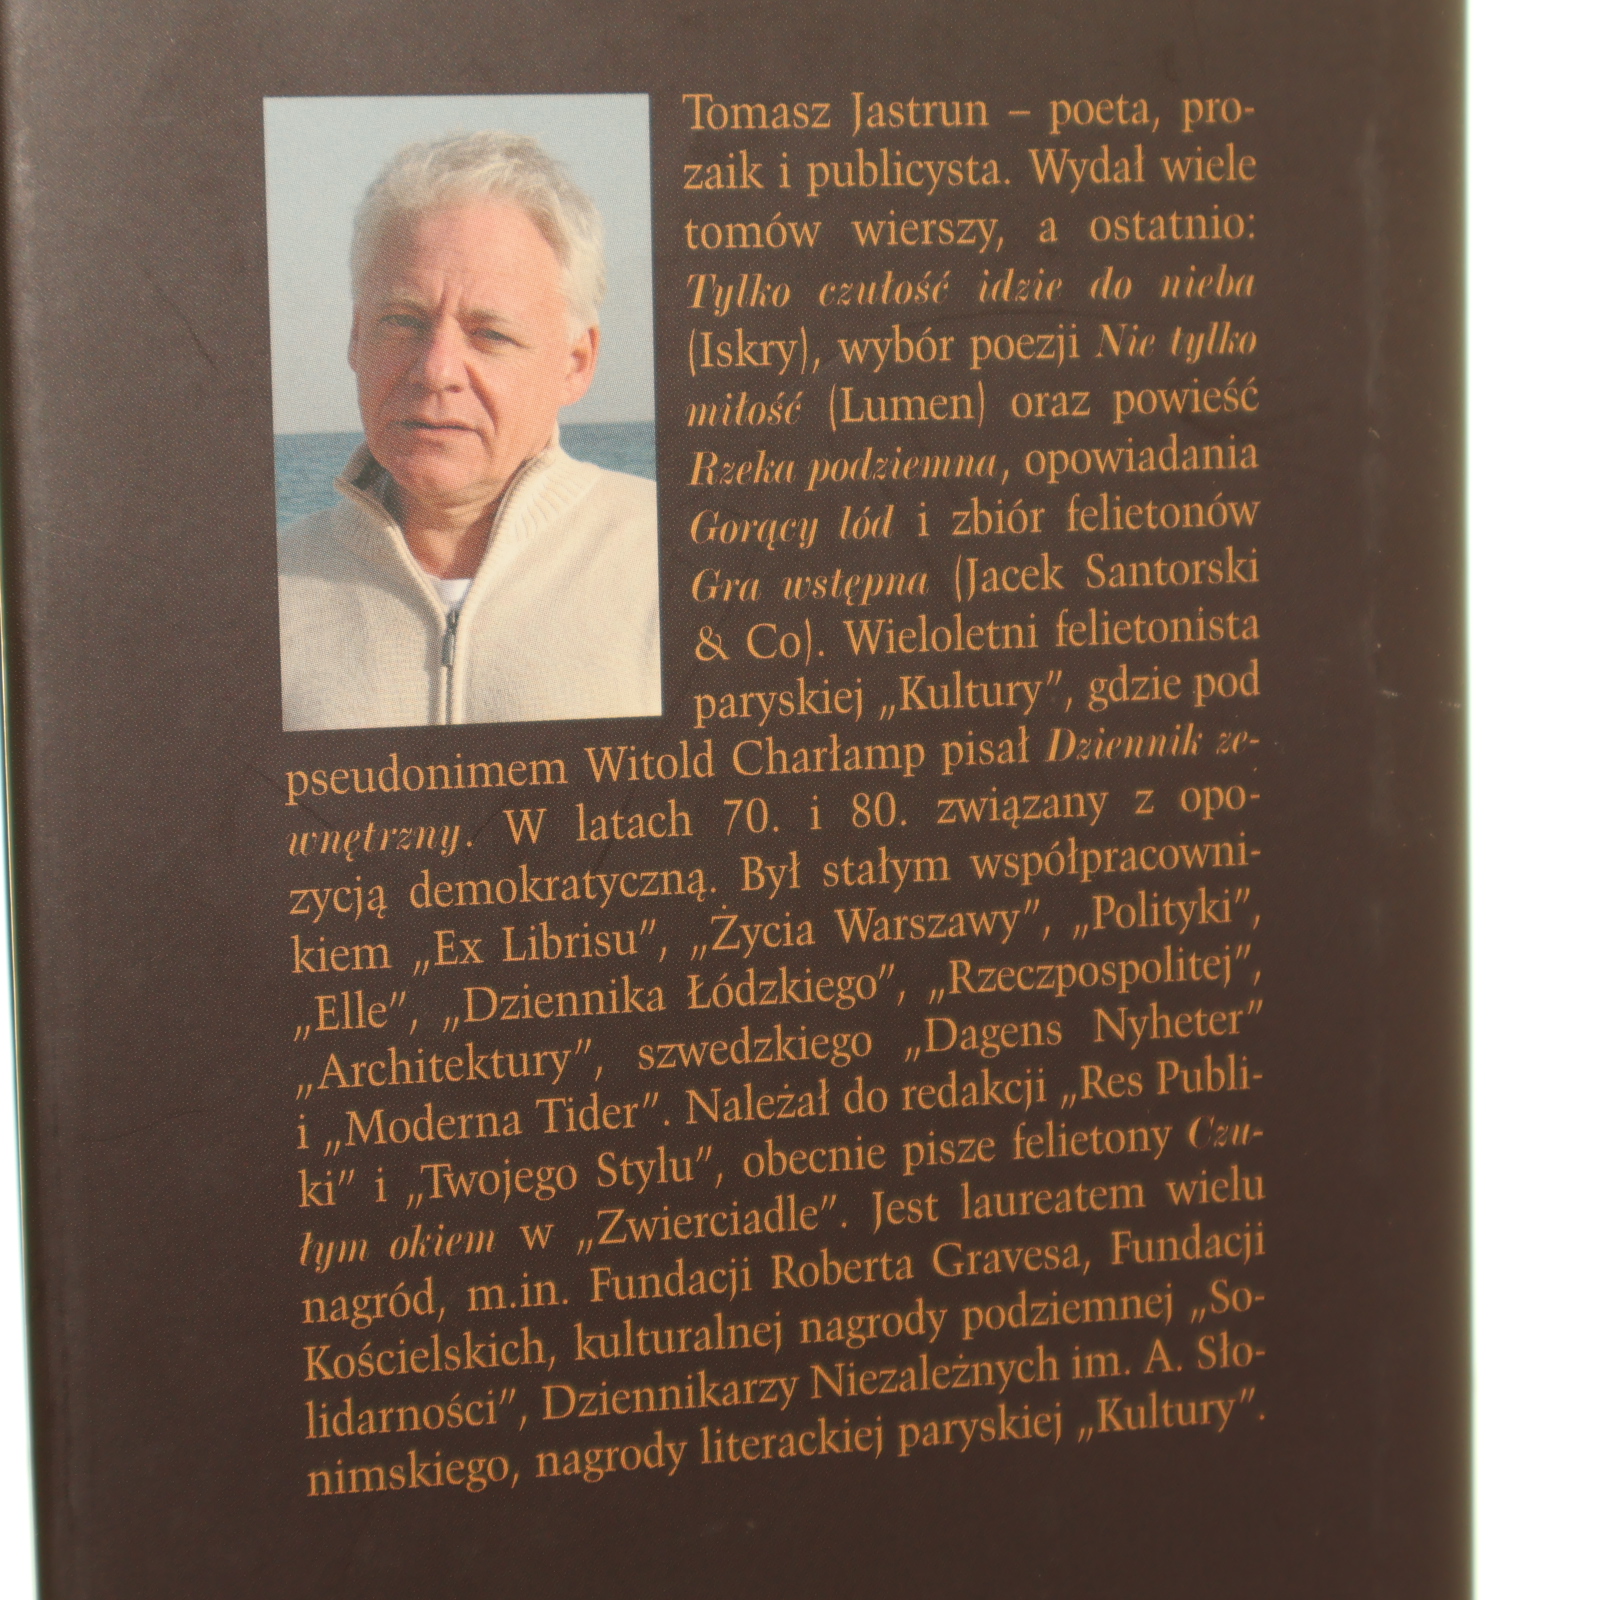 Tomasz Jastrun – poeta, pro-
zaik i publicysta. Wydał wiele
tomów wierszy, a ostatnio:
Tylko czułość idzie do nieba
(Iskry), wybór poezji Nie tylko
miłość (Lumen) oraz powieść
Rzeka podziemna, opowiadania
Gorący lód i zbiór felietonów
Gra wstępna (Jacek Santorski
& Co). Wieloletni felietonista
paryskiej „Kultury”, gdzie pod
pseudonimem Witold Charłamp pisał Dziennik ze-
wnętrzny. W latach 70. i 80. związany z opo-
zycją demokratyczną. Był stałym współpracowni-
kiem „Ex Librisu”, „Życia Warszawy”, „Polityki”,
„Elle”, „Dziennika Łódzkiego”, „Rzeczpospolitej”,
„Architektury”, szwedzkiego „Dagens Nyheter”
i „Moderna Tider”. Należał do redakcji „Res Publi-
ki” i „Twojego Stylu”, obecnie pisze felietony Czu-
łym okiem w „Zwierciadle”. Jest laureatem wielu
nagród, m.in. Fundacji Roberta Gravesa, Fundacji
Kościelskich, kulturalnej nagrody podziemnej „So-
lidarności”, Dziennikarzy Niezależnych im. A. Sło-
nimskiego, nagrody literackiej paryskiej „Kultury”.